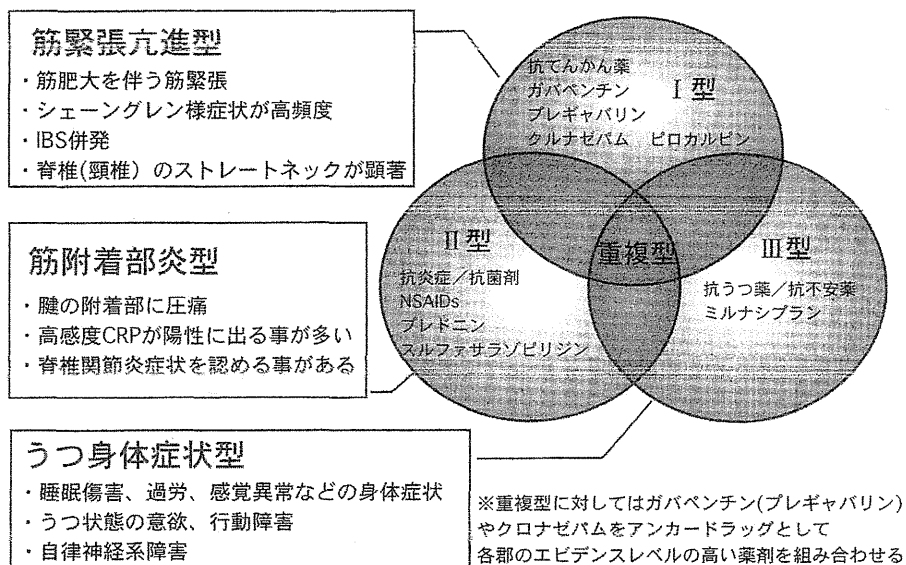 筋緊張亢進型
・筋肥大を伴う筋緊張
・シェーングレン様症状が高頻度
・IBS併発
・脊椎(頸椎）のストレートネックが顕著
抗てんかん薬
ガバペンチン
プレギャバリン
クルナゼバム　ピロカルピン
Ⅰ型
筋附着部炎型
・腱の附着部に圧痛
・高感度CRPが陽性に出る事が多い
・脊椎関節炎症状を認める事がある
Ⅱ型
抗炎症／抗菌剤
NSAIDs
プレドニン
スルファサラゾピリジン
重複型
Ⅲ型
抗うつ薬／抗不安薬
ミルナシプラン
うつ身体症状型
・睡眠傷害、過労、感覚異常などの身体症状
・うつ状態の意欲、行動障害
・自律神経系障害
※重複型に対してはガバペンチン(プレギャバリン)
やクロナゼバムをアンカードラッグとして
各郡のエビデンスレベルの高い薬剤を組み合わせる